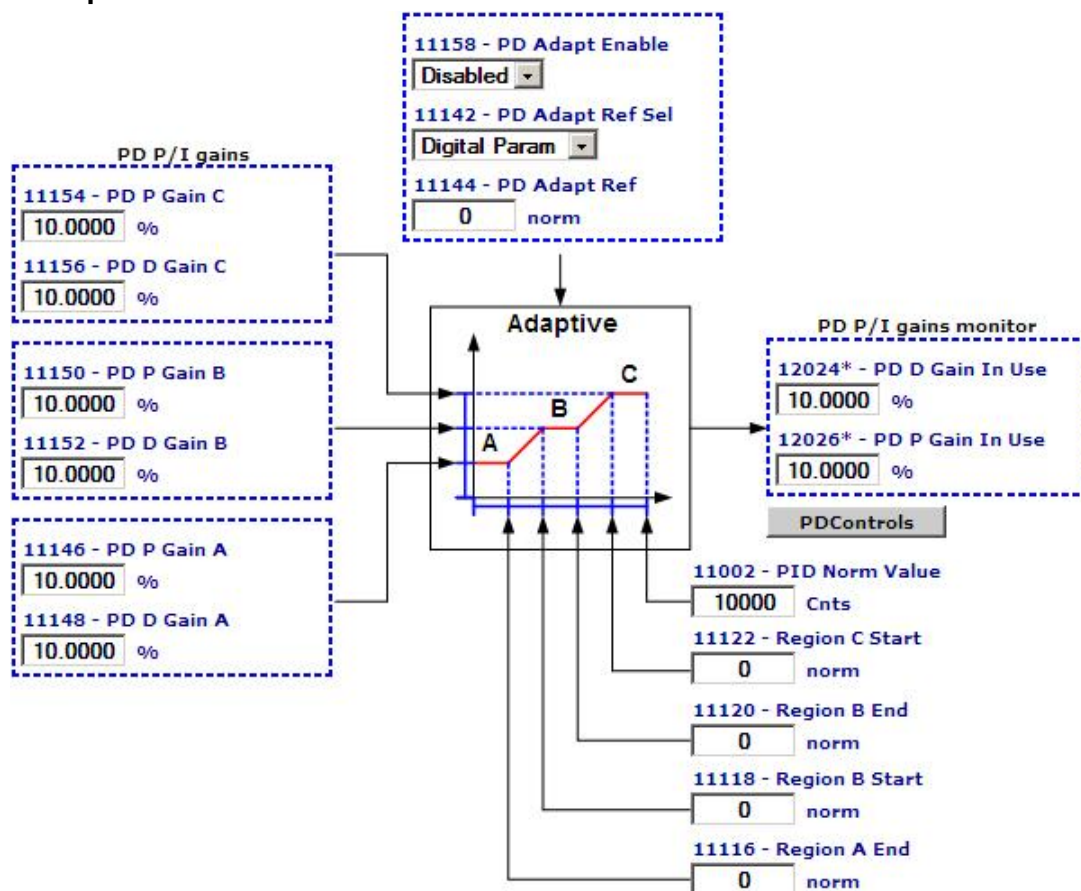 11158 - PD Adapt Enable
Disabled
11142 - PD Adapt Ref Sel
Digital Param
11144 - PD Adapt Ref
0 norm
PD P/I gains
11154 - PD P Gain C
10.0000 %
11156 - PD D Gain C
10.0000 %
11150 - PD P Gain B
10.0000 %
11152 - PD D Gain B
10.0000 %
11146 - PD P Gain A
10.0000 %
11148 - PD D Gain A
10.0000 %
Adaptive
C
B
A
PD P/I gains monitor
12024* - PD D Gain In Use
10.0000 %
12026* - PD P Gain In Use
10.0000 %
PDControls
11002 - PID Norm Value
10000 Cnts
11122 - Region C Start
0 norm
11120 - Region B End
0 norm
11118 - Region B Start
0 norm
11116 - Region A End
0 norm